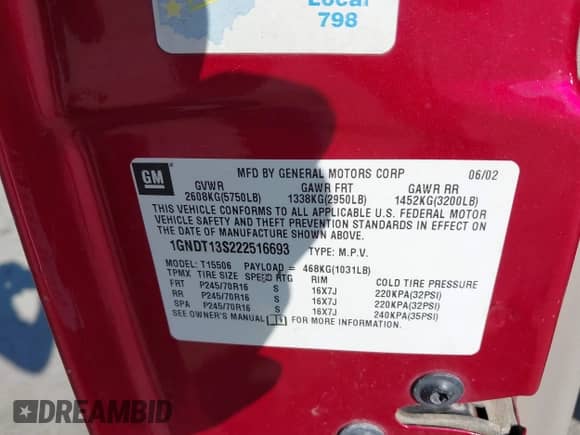 Local
798
GM
MFD BY GENERAL MOTORS CORP 06/02
GVWR GAWR FRT GAWR RR
2608KG(5750LB) 1338KG(2950LB) 1452KG(3200LB)
THIS VEHICLE CONFORMS TO ALL APPLICABLE U.S. FEDERAL MOTOR
VEHICLE SAFETY AND THEFT PREVENTION STANDARDS IN EFFECT ON
THE DATE OF MANUFACTURE SHOWN ABOVE.
1GNDT13S222516693 TYPE: M.P.V.
MODEL: T15506 PAYLOAD = 468KG(1031LB)
TPMX TIRE SIZE SPEED RTG RIM COLD TIRE PRESSURE
FRT P245/70R16 S 16X7J 220KPA(32PSI)
RR P245/70R16 S 16X7J 220KPA(32PSI)
SPA P245/70R16 S 16X7J 240KPA(35PSI)
SEE OWNER'S MANUAL FOR MORE INFORMATION.
DREAMBID